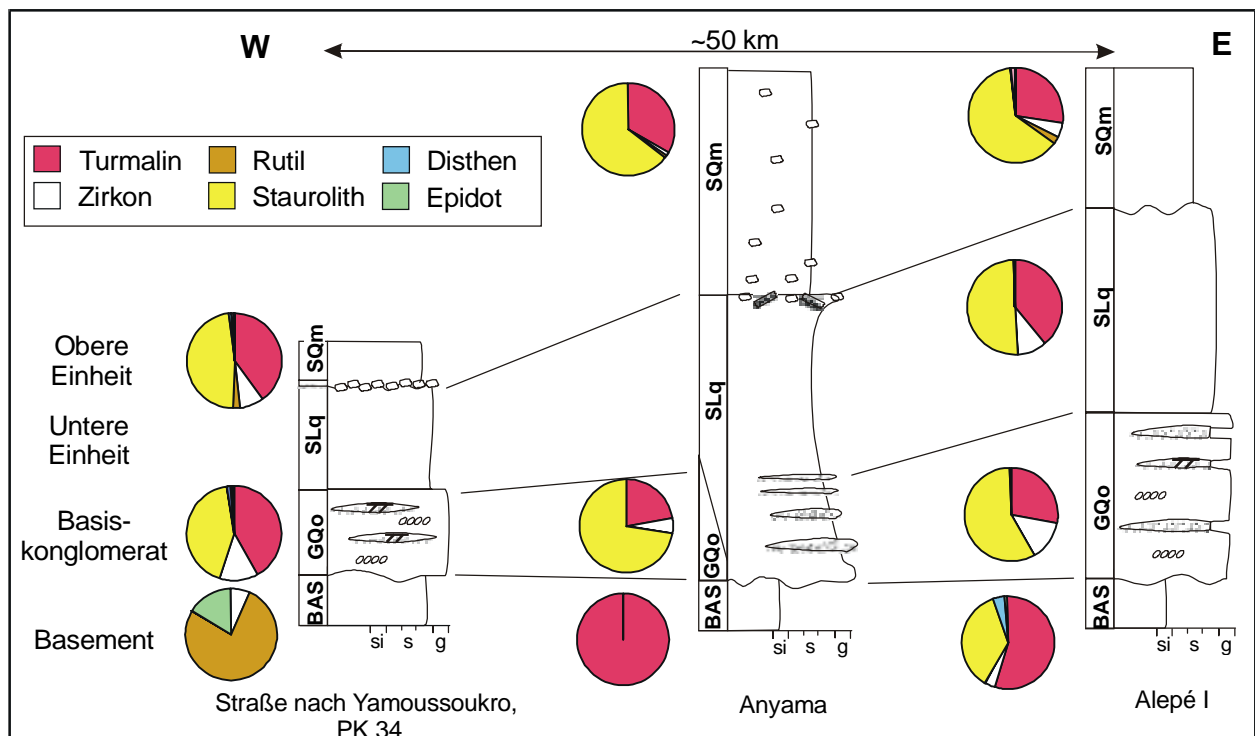 W
~50 km
E
Turmalin
Rutil
Disthen
Zirkon
Staurolith
Epidot
Obere
Einheit
Untere
Einheit
Basis-
konglomerat
Basement
SQm
SLq
GQo
BAS
si s g
Straße nach Yamoussoukro,
PK 34
SQm
SLq
GQo
BAS
si s g
Anyama
SQm
SLq
GQo
BAS
si s g
Alepé I